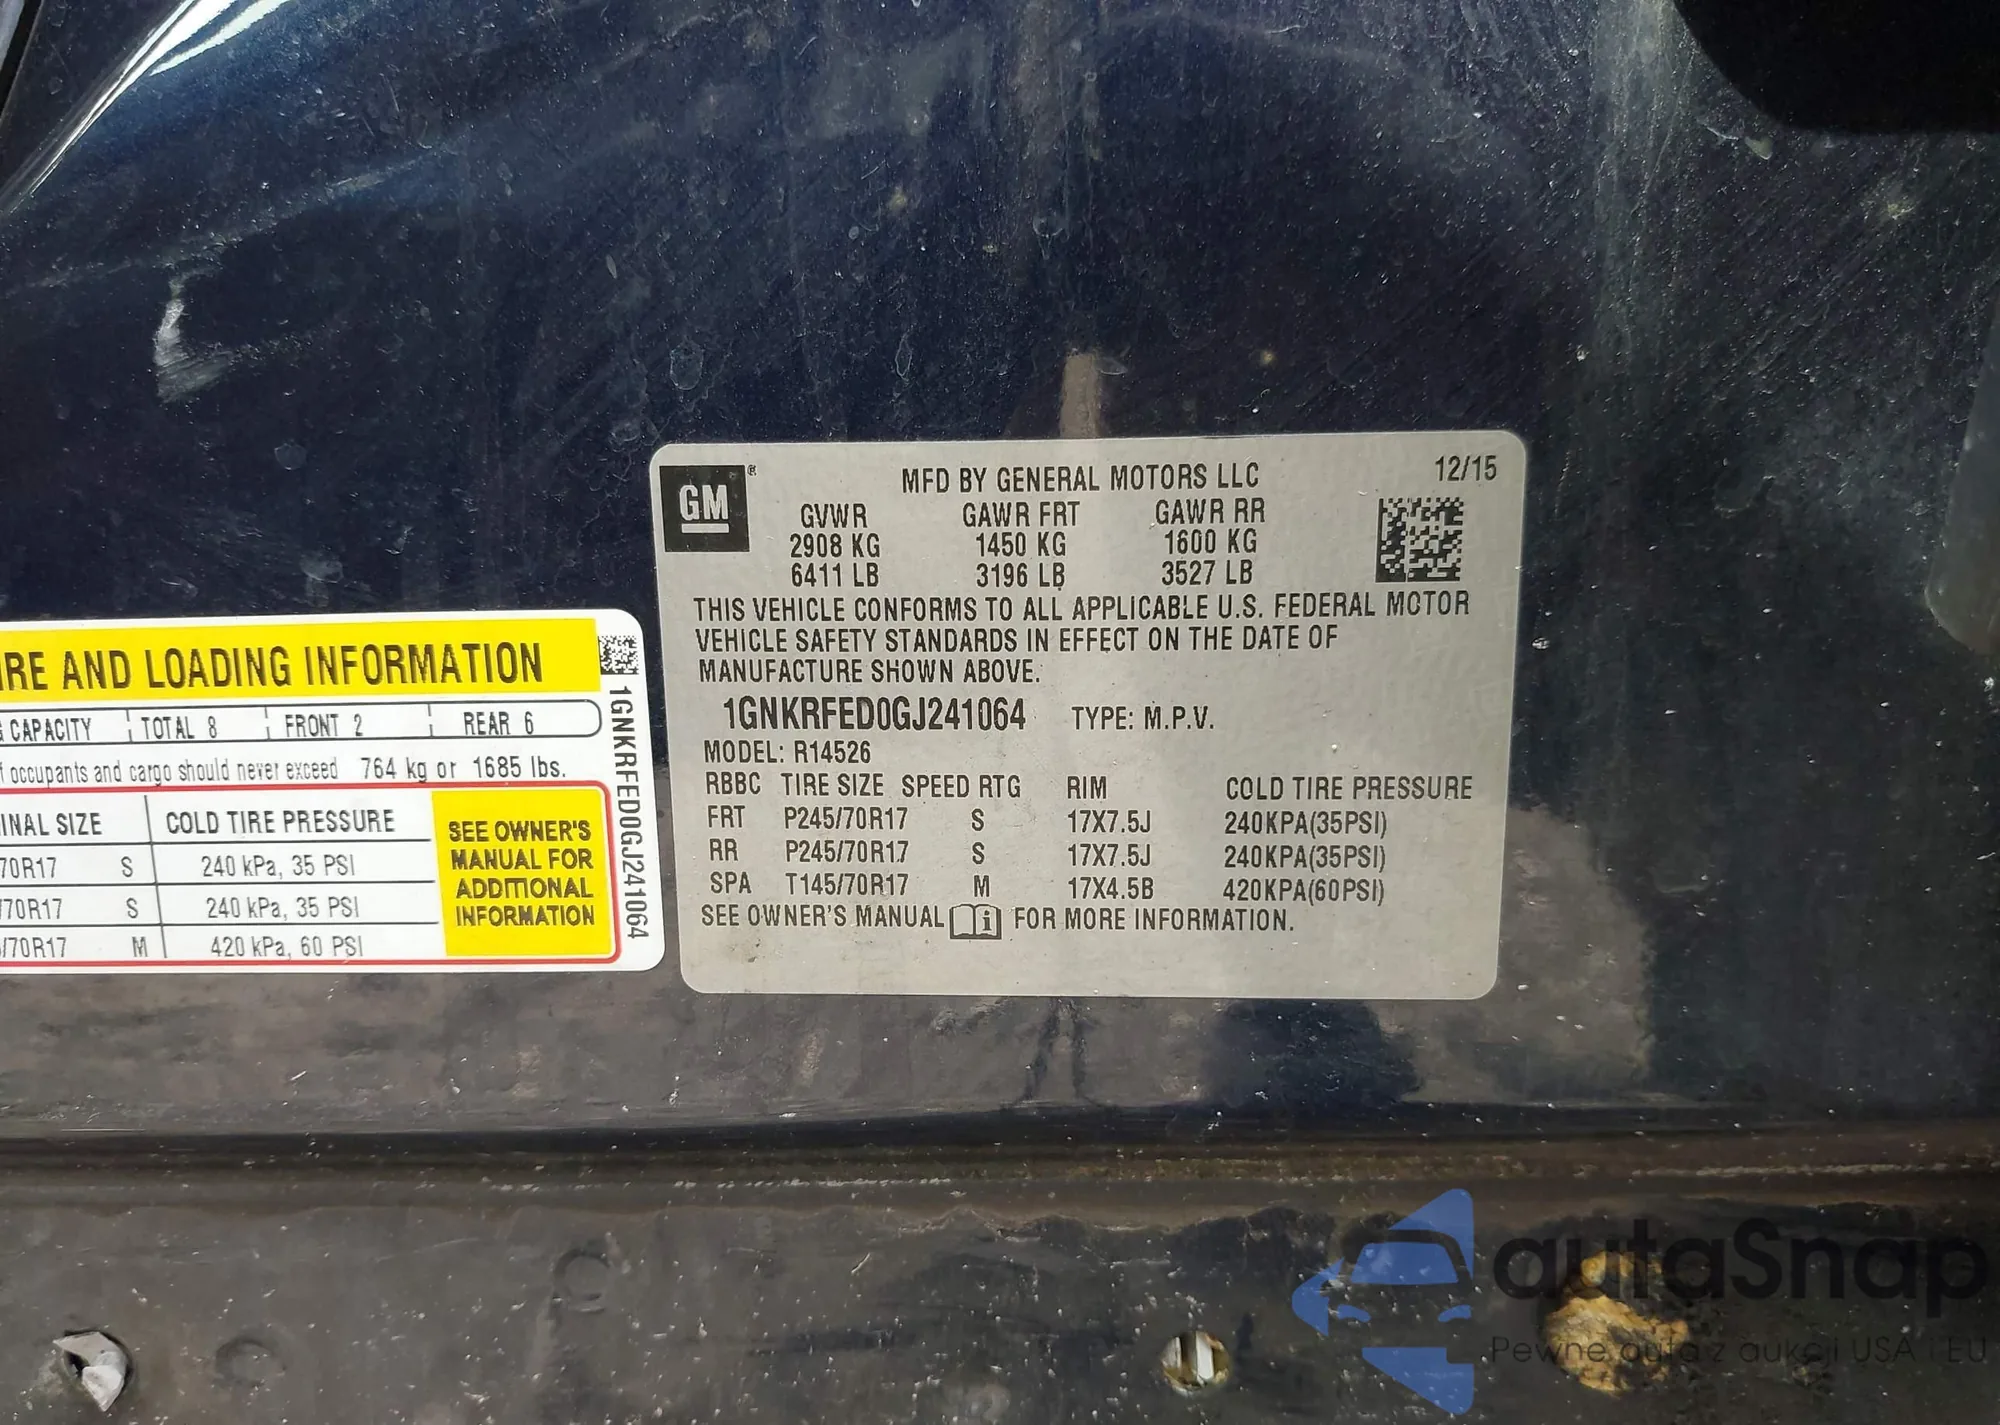 GM ®
MFD BY GENERAL MOTORS LLC 12/15
GVWR GAWR FRT GAWR RR
2908 KG 1450 KG 1600 KG
6411 LB 3196 LB 3527 LB
THIS VEHICLE CONFORMS TO ALL APPLICABLE U.S. FEDERAL MOTOR
VEHICLE SAFETY STANDARDS IN EFFECT ON THE DATE OF
MANUFACTURE SHOWN ABOVE.
1GNKRFED0GJ241064 TYPE: M.P.V.
MODEL: R14526
RBBC TIRE SIZE SPEED RTG RIM COLD TIRE PRESSURE
FRT P245/70R17 S 17X7.5J 240KPA(35PSI)
RR P245/70R17 S 17X7.5J 240KPA(35PSI)
SPA T145/70R17 M 17X4.5B 420KPA(60PSI)
SEE OWNER'S MANUAL i FOR MORE INFORMATION.
IRE AND LOADING INFORMATION
G CAPACITY TOTAL 8 FRONT 2 REAR 6
f occupants and cargo should never exceed 764 kg or 1685 lbs.
INAL SIZE COLD TIRE PRESSURE
70R17 S 240 kPa, 35 PSI
/70R17 S 240 kPa, 35 PSI
/70R17 M 420 kPa, 60 PSI
SEE OWNER'S
MANUAL FOR
ADDITIONAL
INFORMATION
1GNKRFED0GJ241064
autaSnap
Pewne auta z aukcji USA i EU